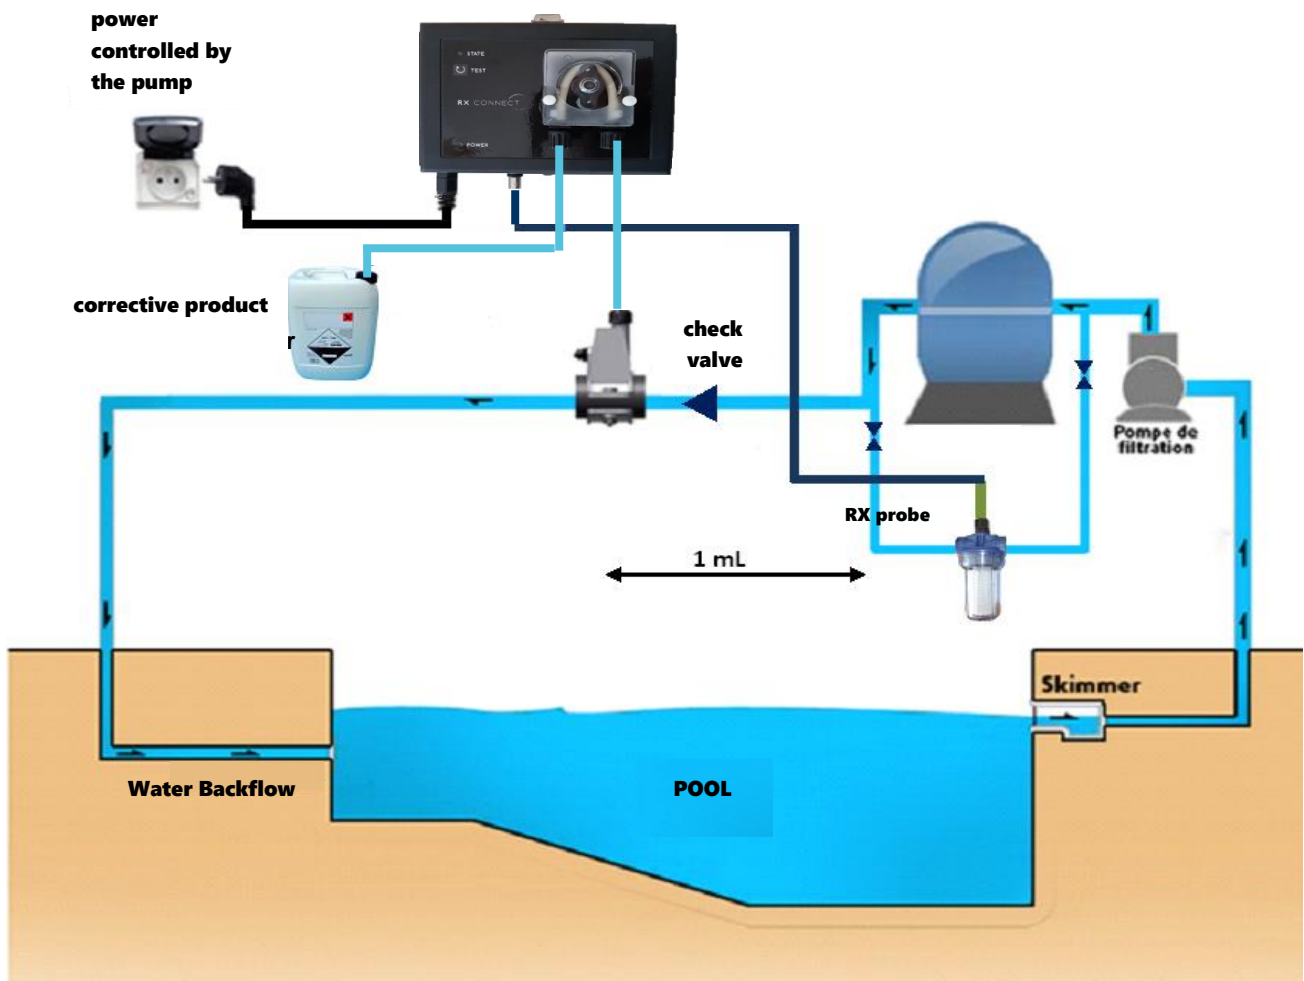 power
controlled by
the pump
STATE
TEST
RX CONNECT
POWER
corrective product
r
check
valve
Pompe de
filtration
RX probe
1 mL
Skimmer
Water Backflow
POOL